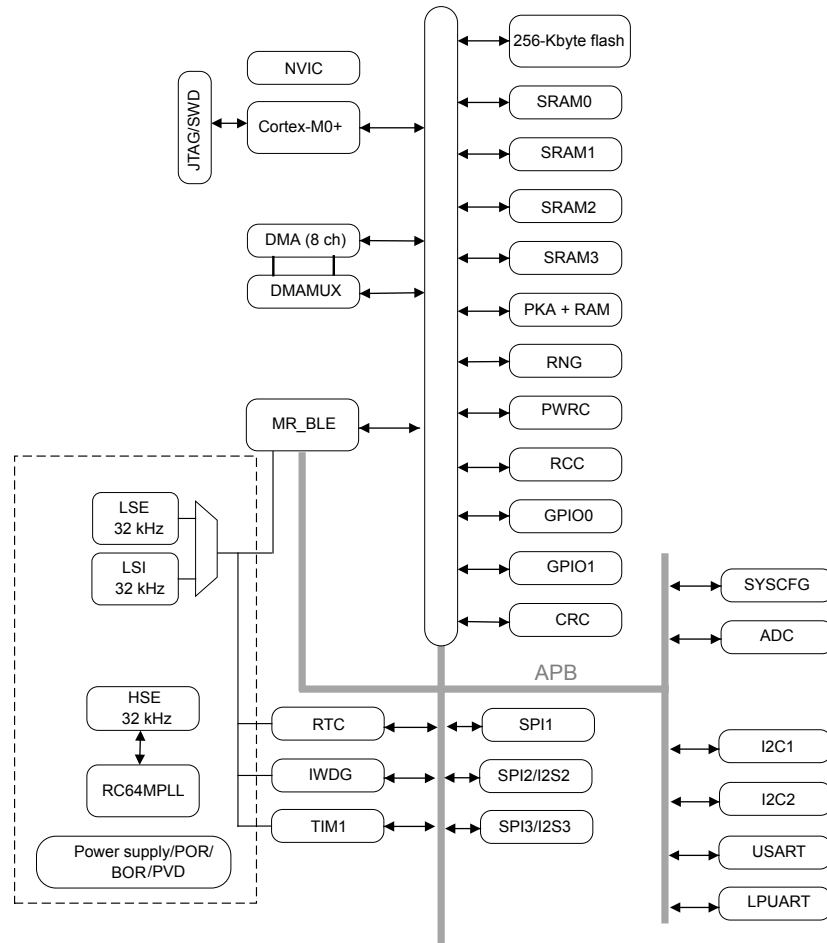 256-Kbyte flash
NVIC
JTAG/SWD
Cortex-M0+
SRAM0
SRAM1
SRAM2
DMA (8 ch)
SRAM3
DMAMUX
PKA + RAM
RNG
PWRC
MR_BLE
RCC
LSE
32 kHz
GPIO0
LSI
32 kHz
GPIO1
SYSCFG
CRC
ADC
APB
HSE
32 kHz
RTC
SPI1
I2C1
RC64MPLL
IWDG
SPI2/I2S2
I2C2
TIM1
SPI3/I2S3
Power supply/POR/
BOR/PVD
USART
LPUART